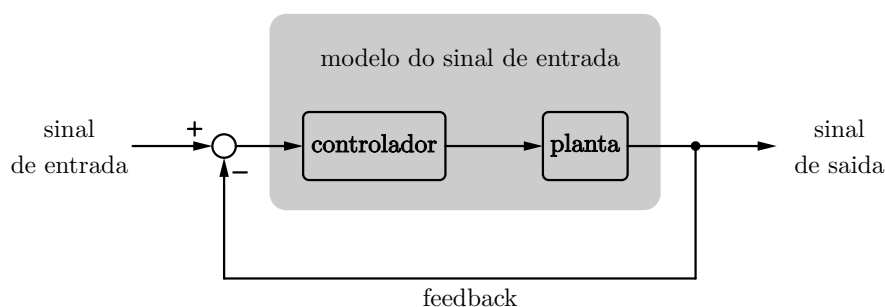 modelo do sinal de entrada
sinal
de entrada
+
−
controlador
planta
sinal
de saida
feedback